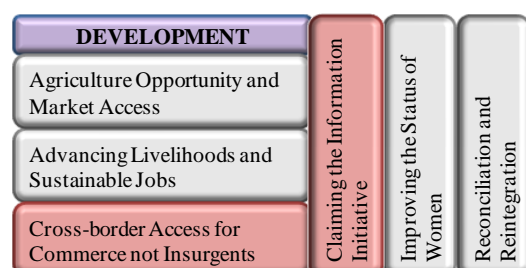 DEVELOPMENT
Agriculture Opportunity and
Market Access
Advancing Livelihoods and
Sustainable Jobs
Cross-border Access for
Commerce not Insurgents
Claiming the Information
Initiative
Improving the Status of
Women
Reconciliation and
Reintegration